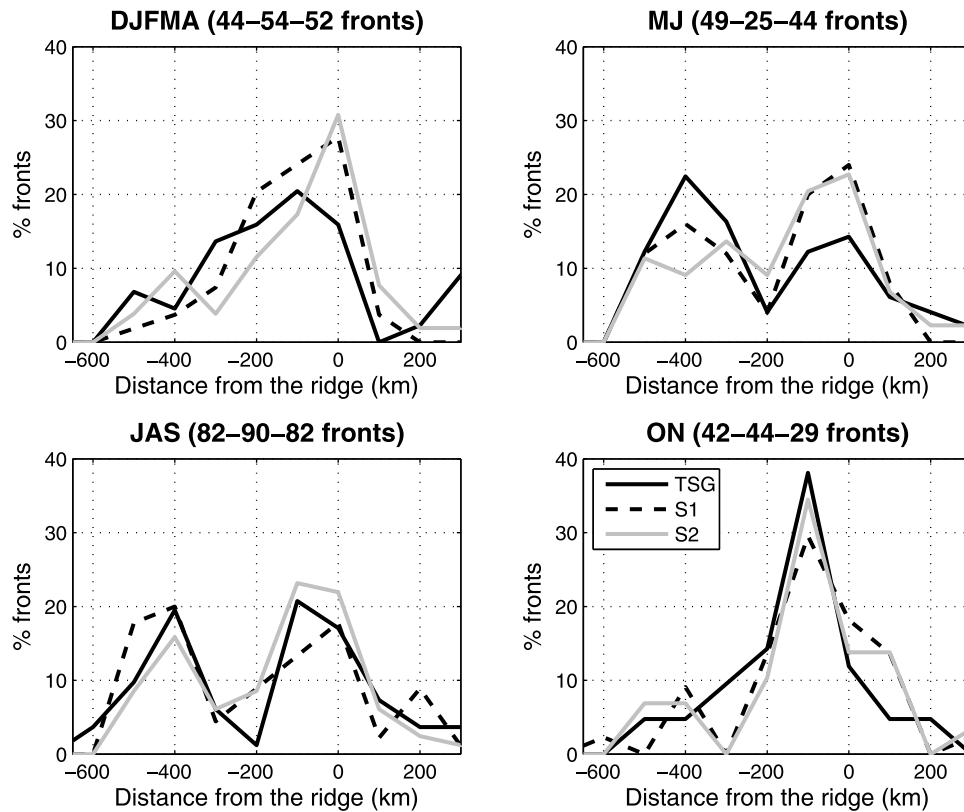 DJFMA (44–54–52 fronts)
40
30
20
10
0
% fronts
−600 −400 −200 0 200
Distance from the ridge (km)
MJ (49–25–44 fronts)
40
30
20
10
0
% fronts
−600 −400 −200 0 200
Distance from the ridge (km)
JAS (82–90–82 fronts)
40
30
20
10
0
% fronts
−600 −400 −200 0 200
Distance from the ridge (km)
ON (42–44–29 fronts)
40
30
20
10
0
% fronts
TSG
S1
S2
−600 −400 −200 0 200
Distance from the ridge (km)